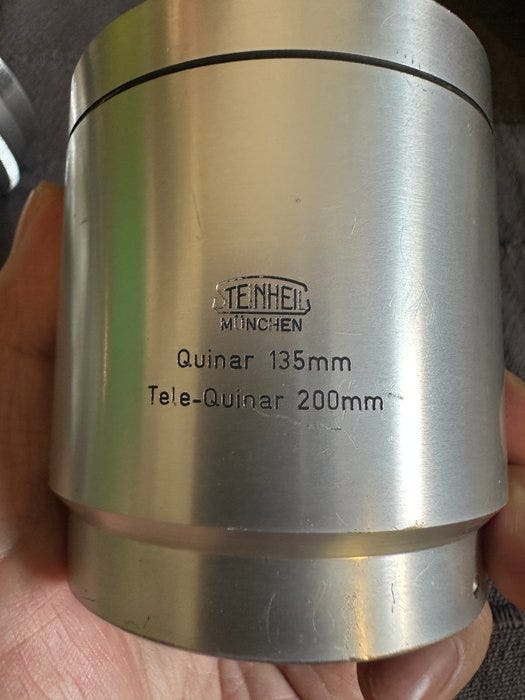 STEINHEIL
MÜNCHEN
Quinar 135mm
Tele-Quinar 200mm